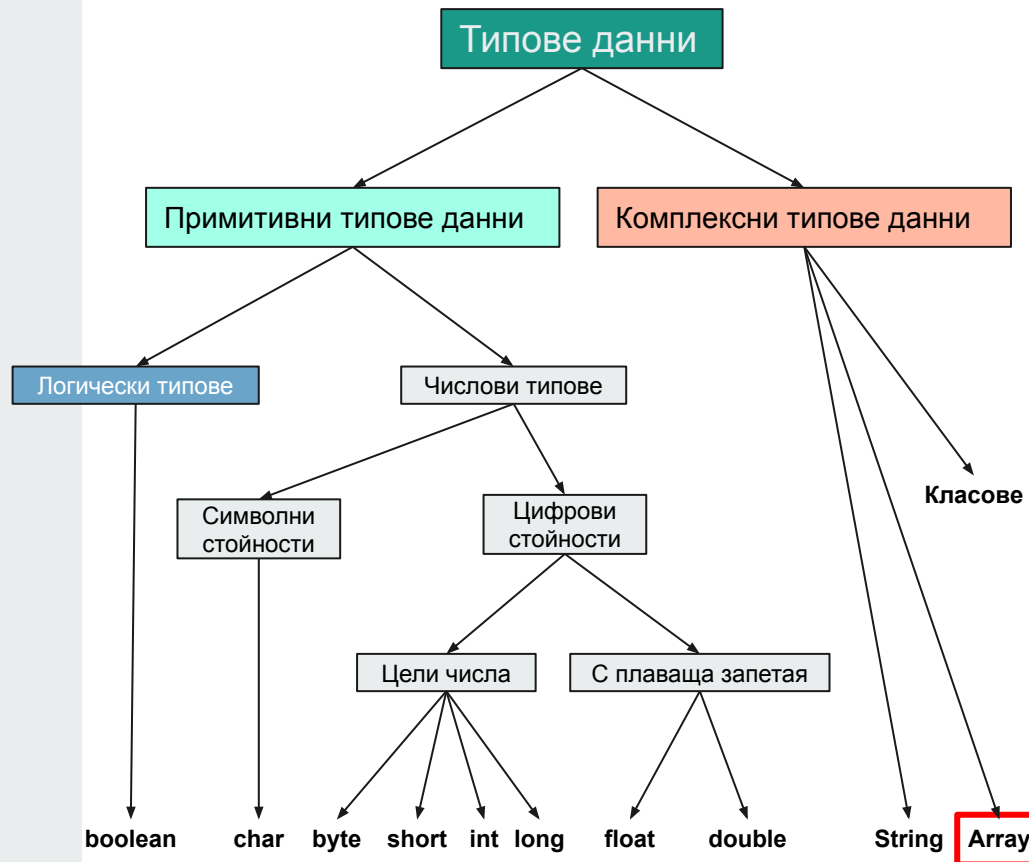 Типове данни
Примитивни типове данни
Комплексни типове данни
Логически типове
Числови типове
Класове
Символни
стойности
Цифрови
стойности
Цели числа
С плаваща запетая
boolean
char
byte
short
int
long
float
double
String
Array